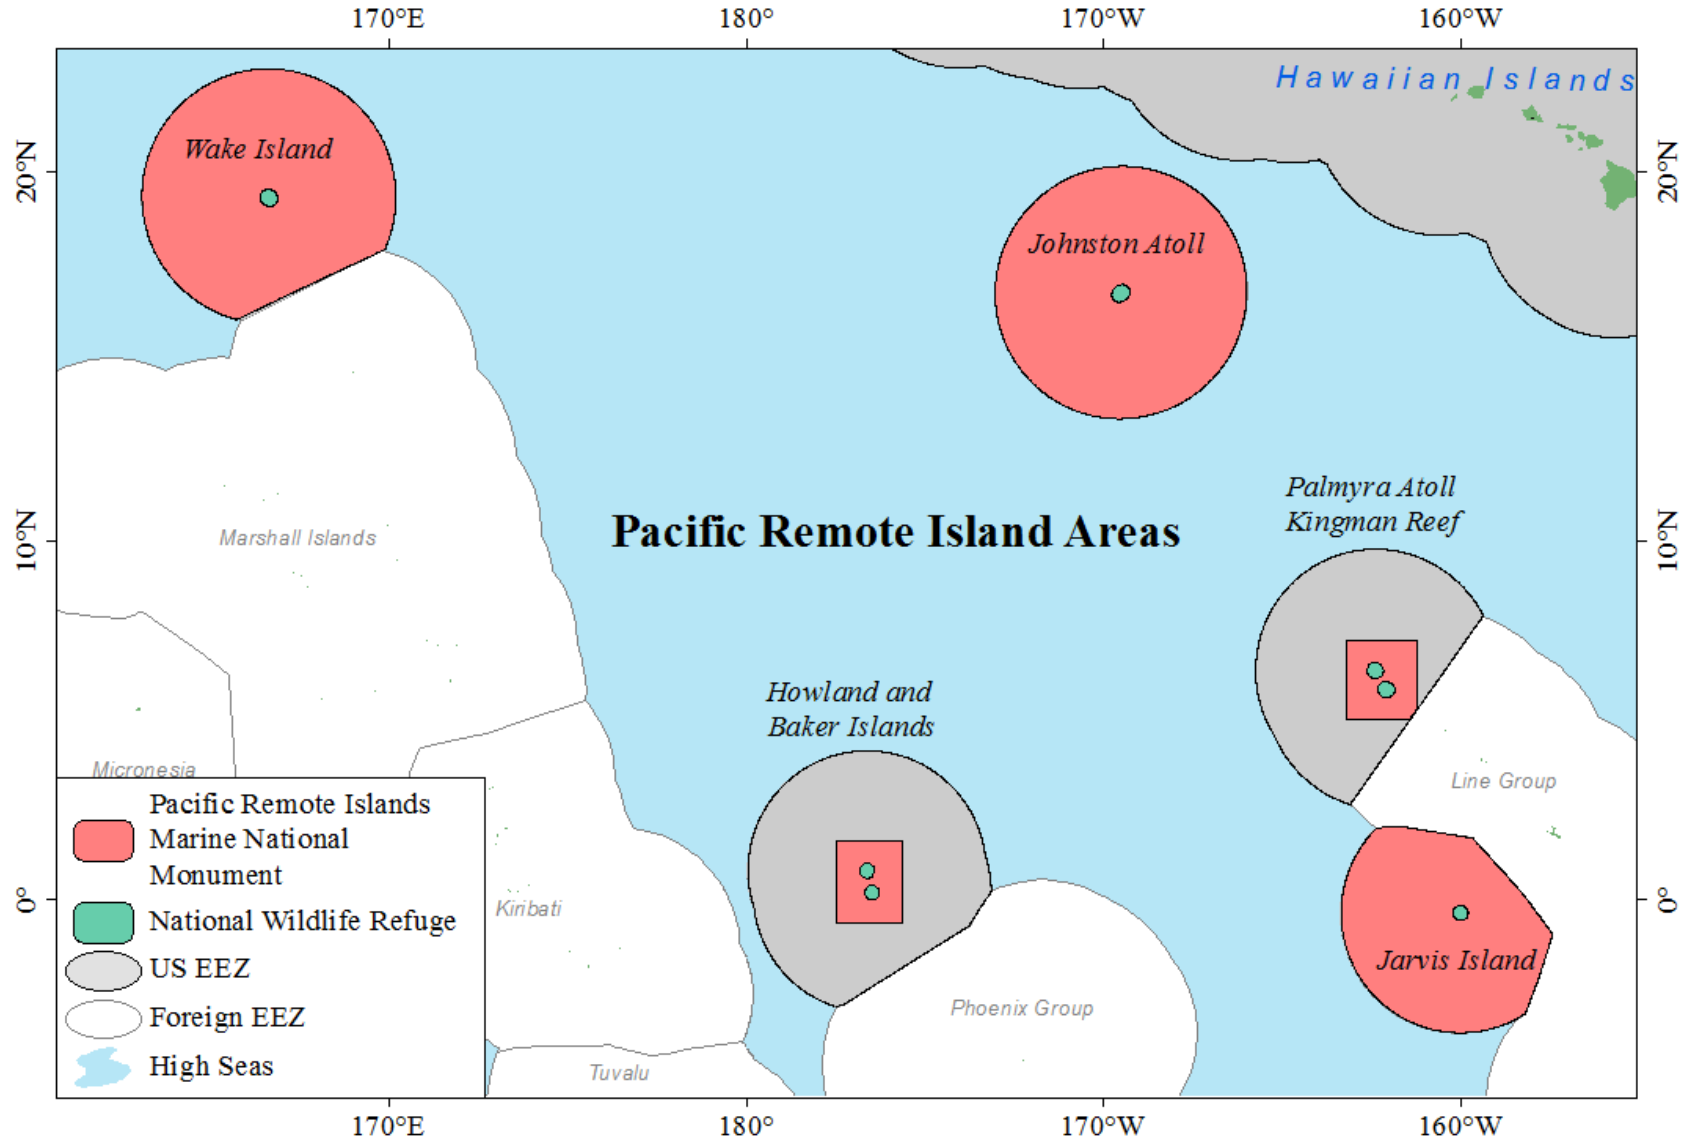 170°E 180° 170°W 160°W
Hawaiian Islands
20°N
20°N
Wake Island
Johnston Atoll
Palmyra Atoll
Kingman Reef
Pacific Remote Island Areas
10°N
10°N
Marshall Islands
Howland and
Baker Islands
Micronesia
Line Group
Pacific Remote Islands
Marine National
Monument
National Wildlife Refuge
US EEZ
Foreign EEZ
High Seas
Kiribati
0°
0°
Jarvis Island
Phoenix Group
Tuvalu
170°E 180° 170°W 160°W